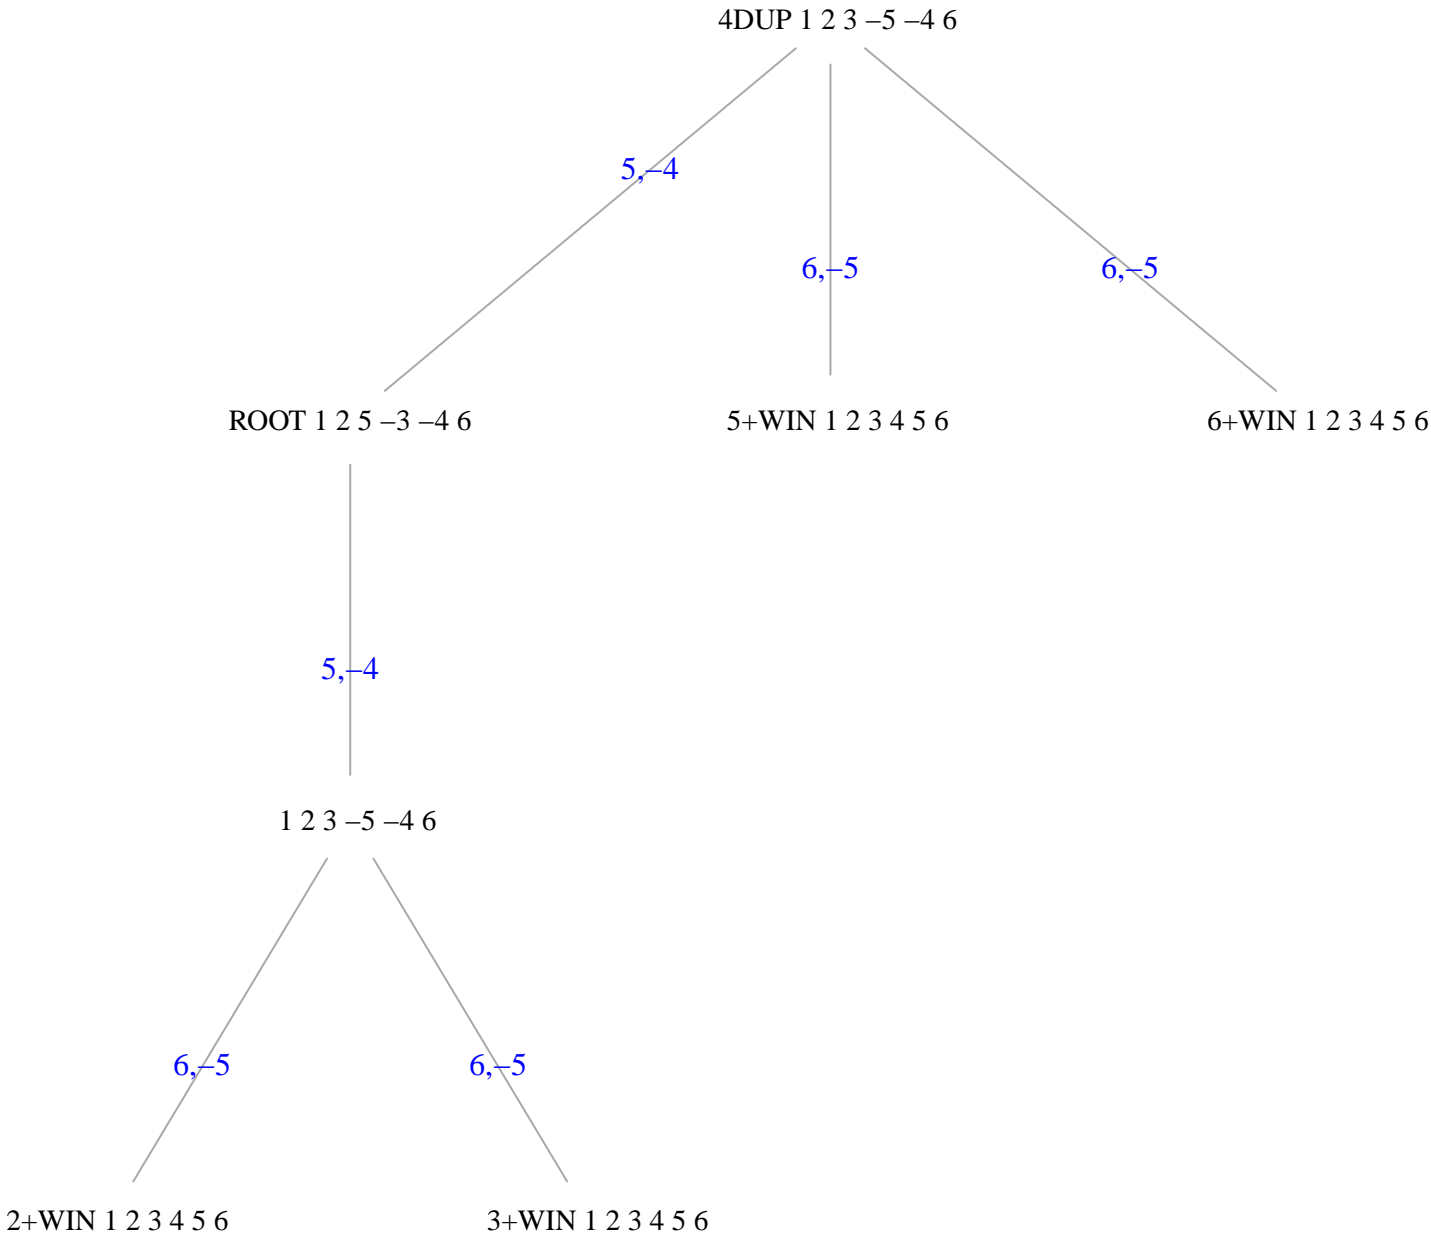 4DUP 1 2 3 –5 –4 6
5,–4
6,–5
6,–5
ROOT 1 2 5 –3 –4 6
5+WIN 1 2 3 4 5 6
6+WIN 1 2 3 4 5 6
5,–4
1 2 3 –5 –4 6
6,–5
6,–5
2+WIN 1 2 3 4 5 6
3+WIN 1 2 3 4 5 6